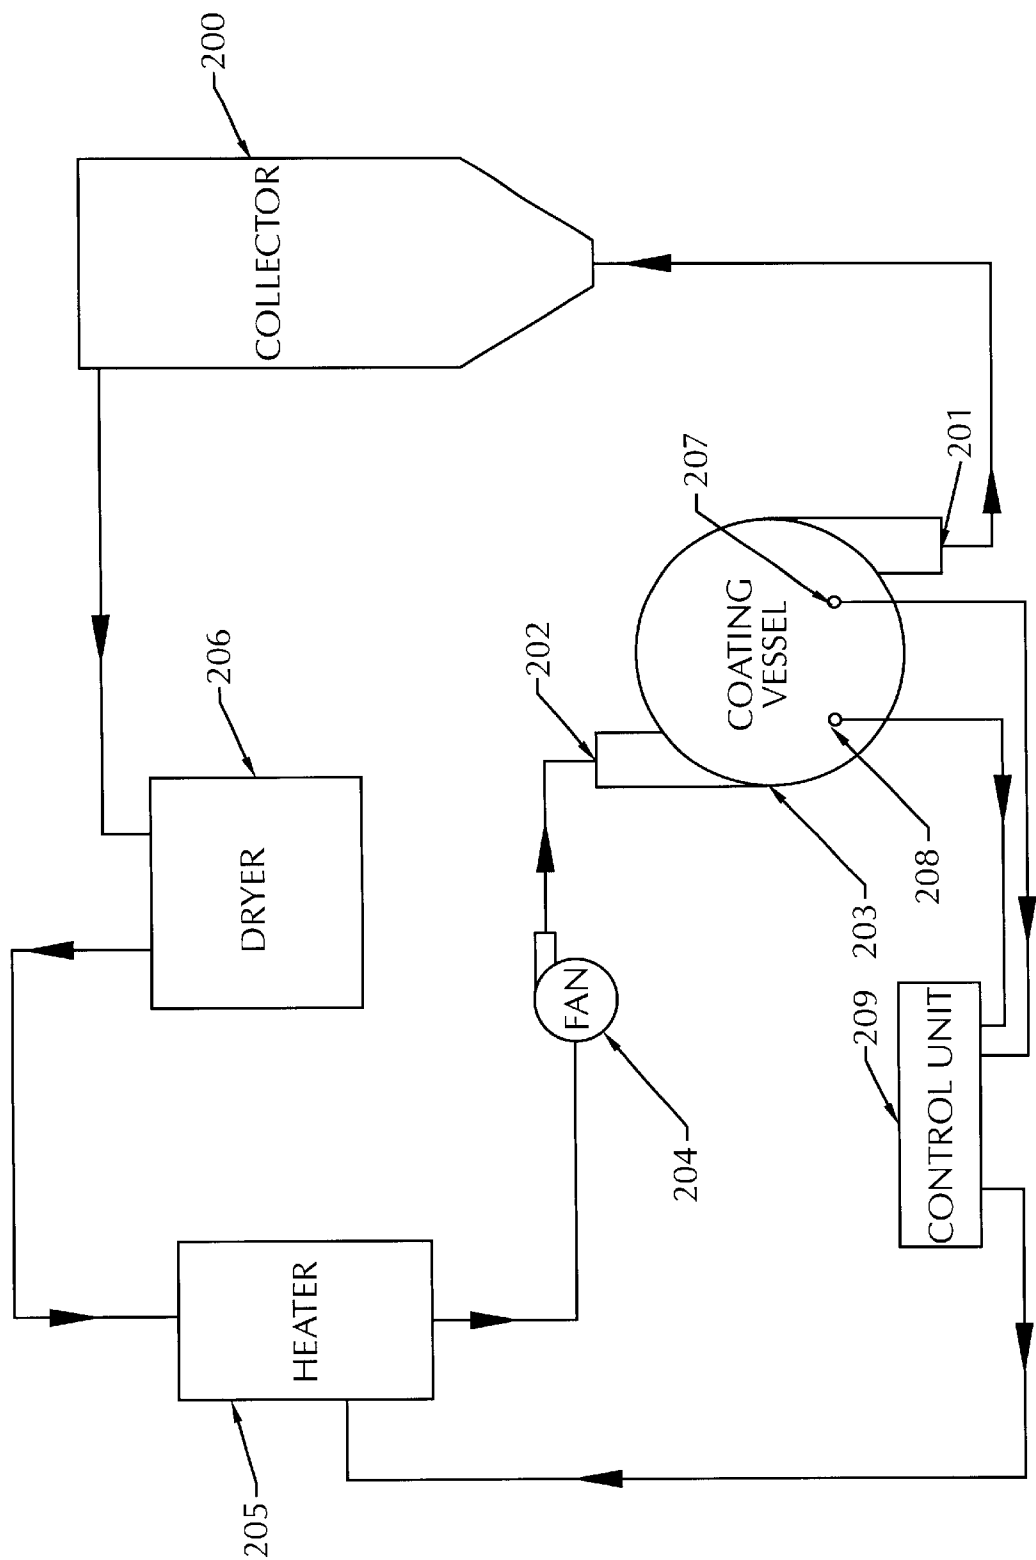 COLLECTOR
200
DRYER
206
HEATER
205
FAN
204
202
COATING
VESSEL
207
201
208
203
209
CONTROL UNIT